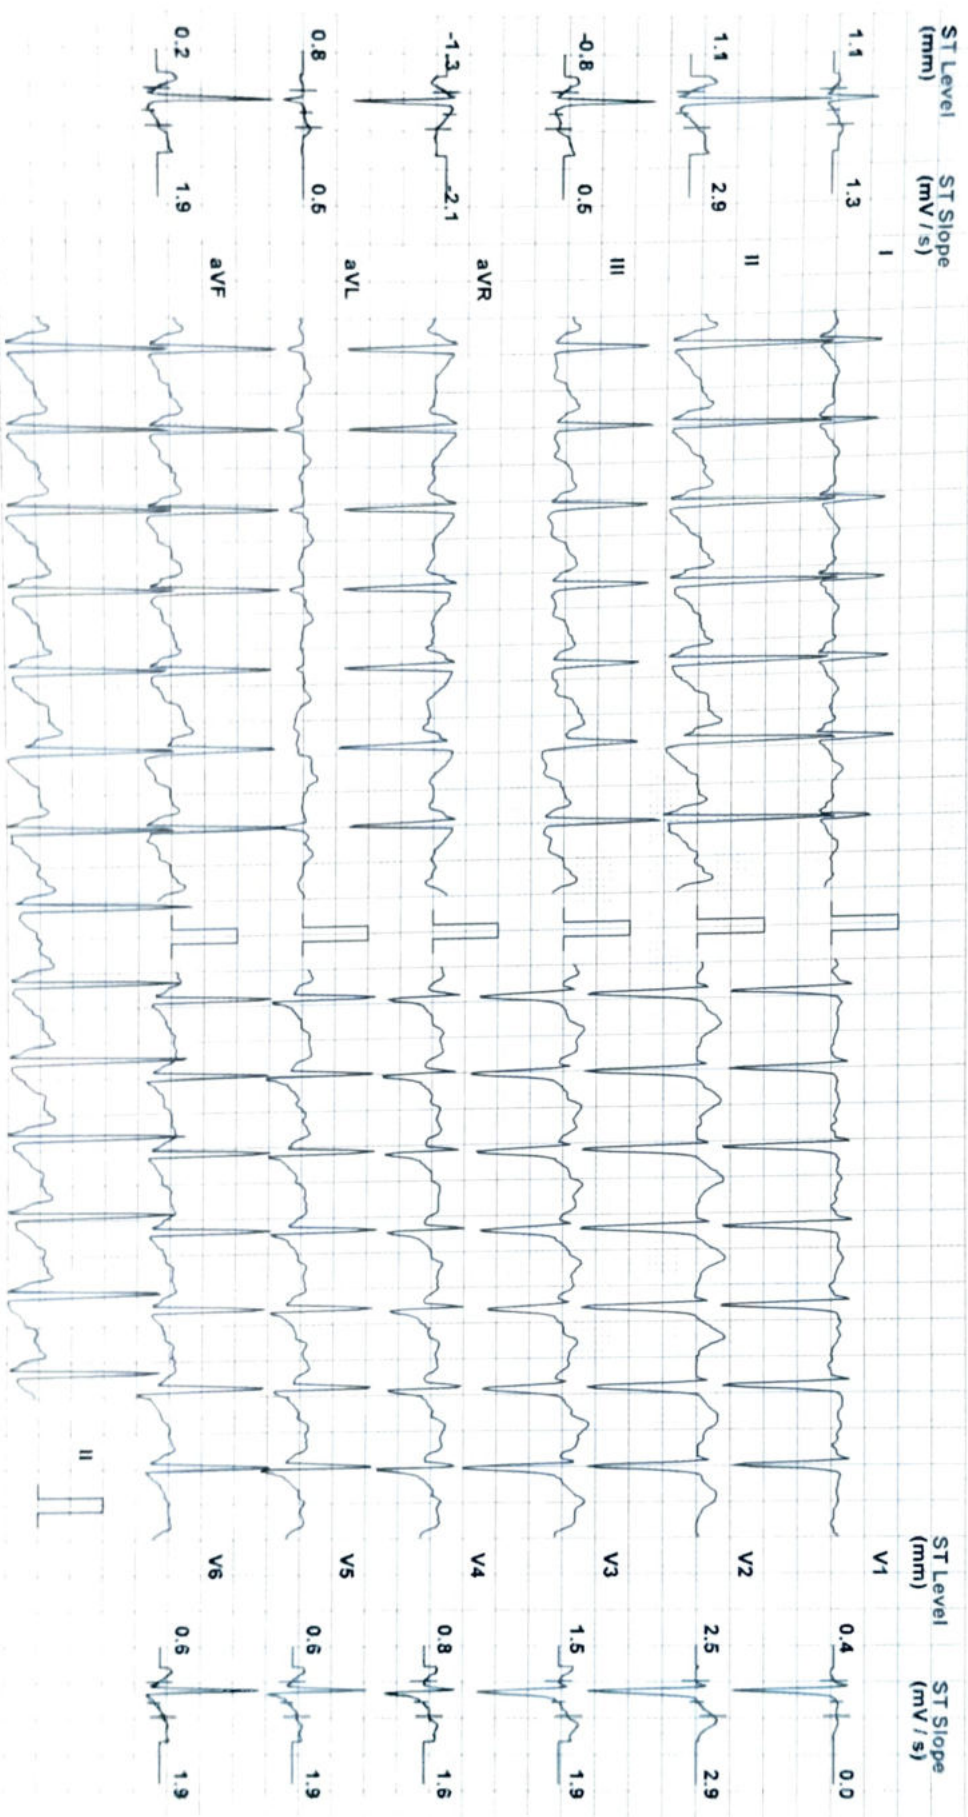 ST Level
(mm)
ST Slope
(mV / s)
1.1
1.3
I
1.1
2.9
II
-0.8
0.5
III
-1.3
-2.1
aVR
0.8
0.5
aVL
0.2
1.9
aVF
ST Level
(mm)
ST Slope
(mV / s)
V1
0.4
0.0
V2
2.5
2.9
V3
1.5
1.9
V4
0.8
1.6
V5
0.6
1.9
V6
0.6
1.9
II